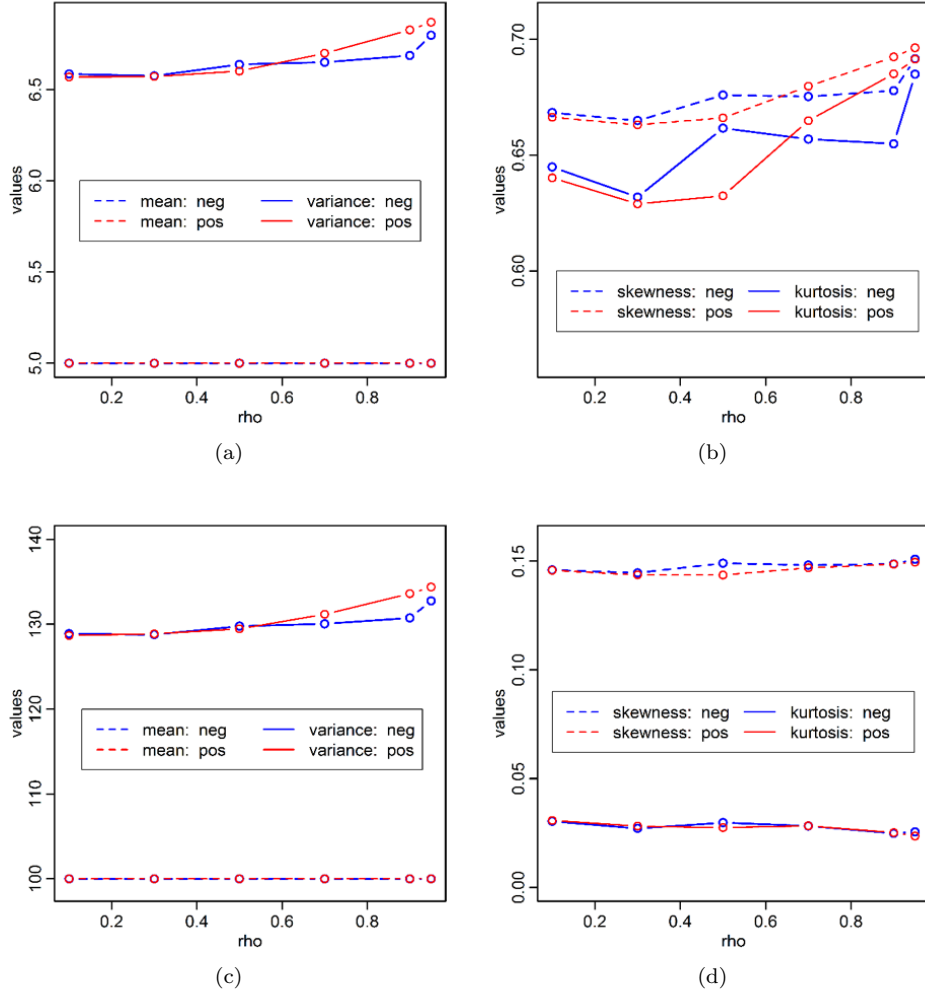 6.5
6.0
5.5
5.0
values
mean: neg
variance: neg
mean: pos
variance: pos
0.2
0.4
0.6
0.8
rho
(a)
0.70
0.65
0.60
values
skewness: neg
kurtosis: neg
skewness: pos
kurtosis: pos
0.2
0.4
0.6
0.8
rho
(b)
140
130
120
110
100
values
mean: neg
variance: neg
mean: pos
variance: pos
0.2
0.4
0.6
0.8
rho
(c)
0.15
0.10
0.05
0.00
values
skewness: neg
kurtosis: neg
skewness: pos
kurtosis: pos
0.2
0.4
0.6
0.8
rho
(d)